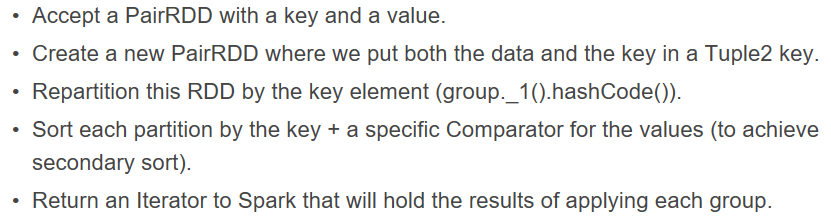 • Accept a PairRDD with a key and a value.
• Create a new PairRDD where we put both the data and the key in a Tuple2 key.
• Repartition this RDD by the key element (group._1().hashCode()).
• Sort each partition by the key + a specific Comparator for the values (to achieve
secondary sort).
• Return an Iterator to Spark that will hold the results of applying each group.